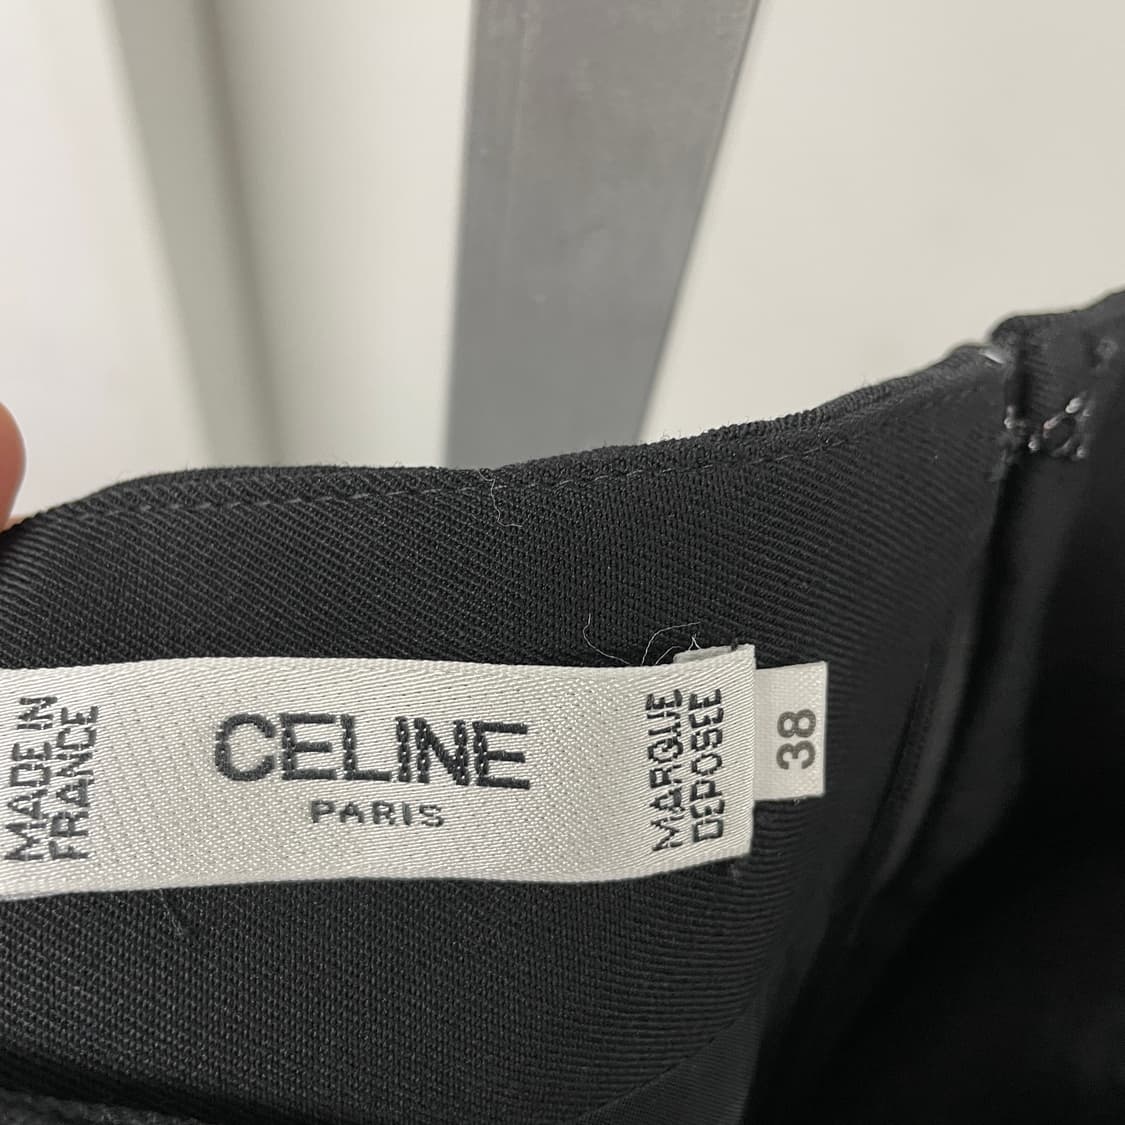 MADE IN
FRANCE
CELINE
PARIS
MARQUE
DEPOSEE
38